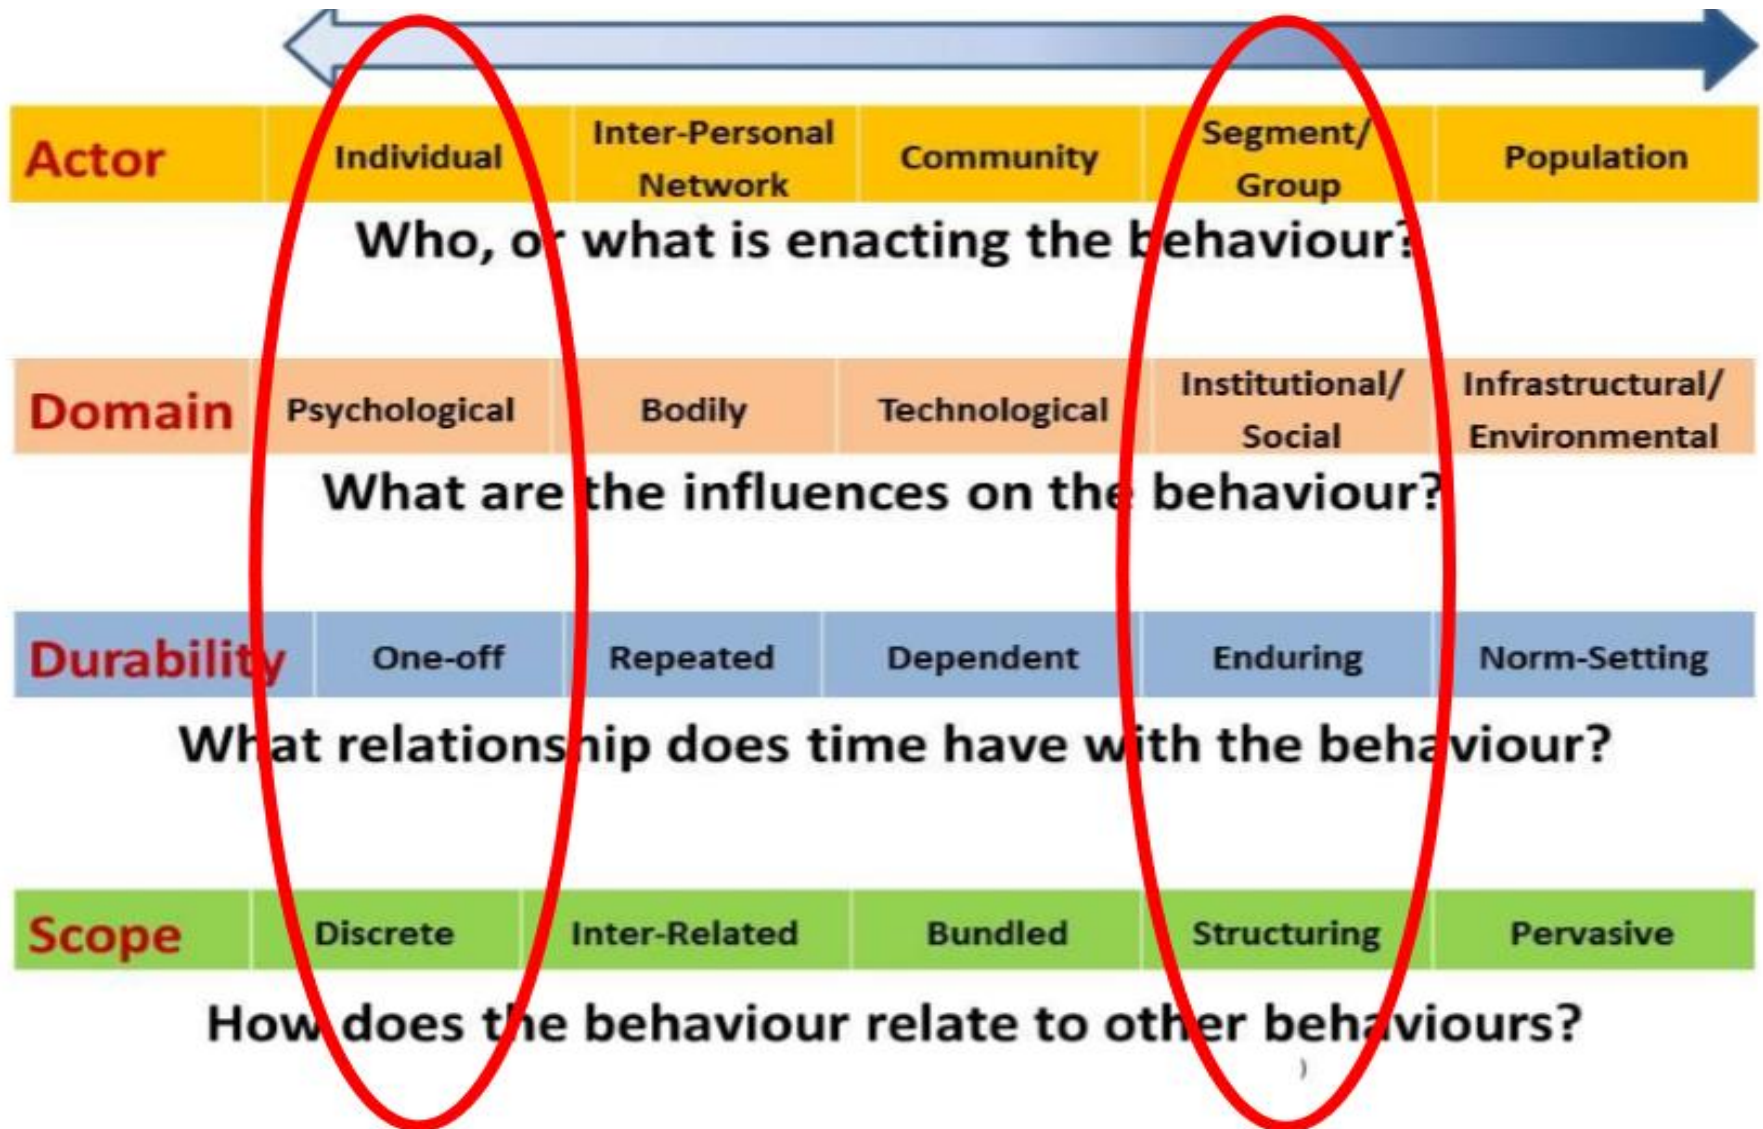 Actor Individual Inter-Personal Network Community Segment/ Group Population
Who, or what is enacting the behaviour?
Domain Psychological Bodily Technological Institutional/ Social Infrastructural/ Environmental
What are the influences on the behaviour?
Durability One-off Repeated Dependent Enduring Norm-Setting
What relationship does time have with the behaviour?
Scope Discrete Inter-Related Bundled Structuring Pervasive
How does the behaviour relate to other behaviours?
)